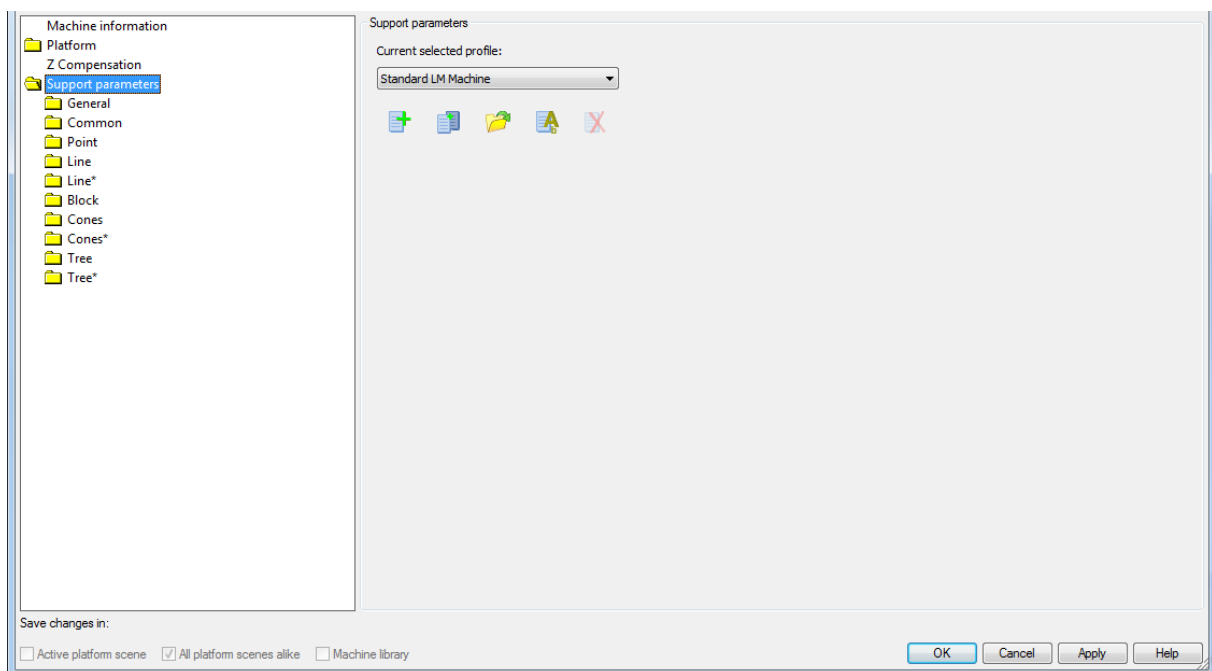 Machine information
Platform
Z Compensation
Support parameters
General
Common
Point
Line
Line*
Block
Cones
Cones*
Tree
Tree*
Support parameters
Current selected profile:
Standard LM Machine
Save changes in:
Active platform scene All platform scenes alike Machine library
OK Cancel Apply Help